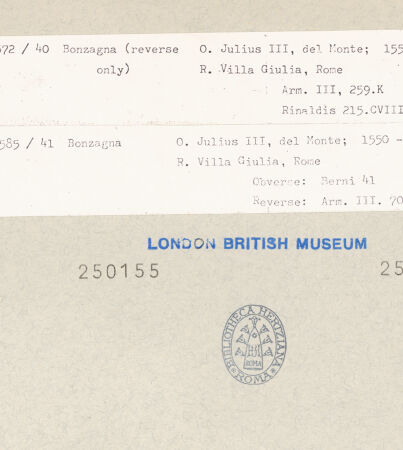 572 / 40 Bonzagna (reverse only) O. Julius III, del Monte; 155
R. Villa Giulia, Rome
Arm. III, 259.K
Rinaldis 215.CVIII
585 / 41 Bonzagna O. Julius III, del Monte; 1550 -
R. Villa Giulia, Rome
Obverse: Berni 41
Reverse: Arm. III. 70
LONDON BRITISH MUSEUM
250155 25
BIBLIOTHECA HERTZIANA
ROMA
ROMA